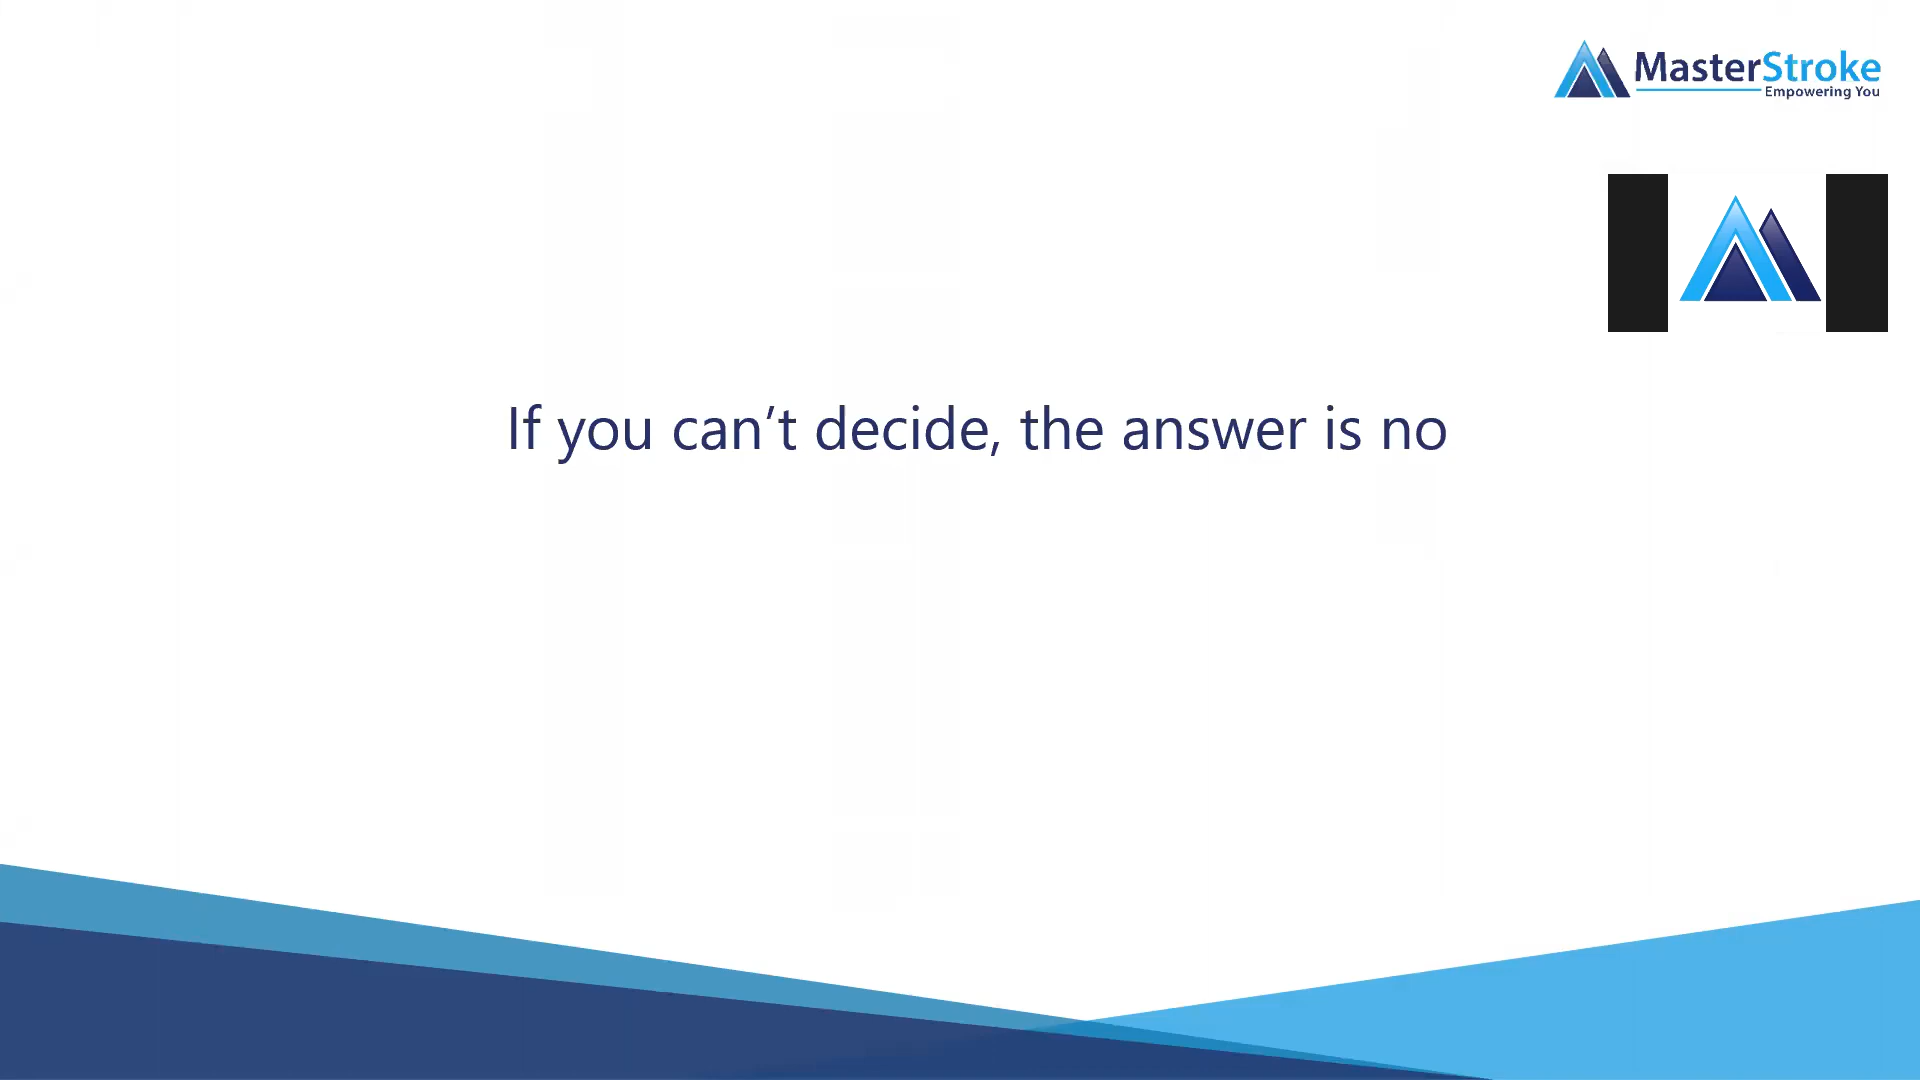 MasterStroke
Empowering You
If you can’t decide, the answer is no